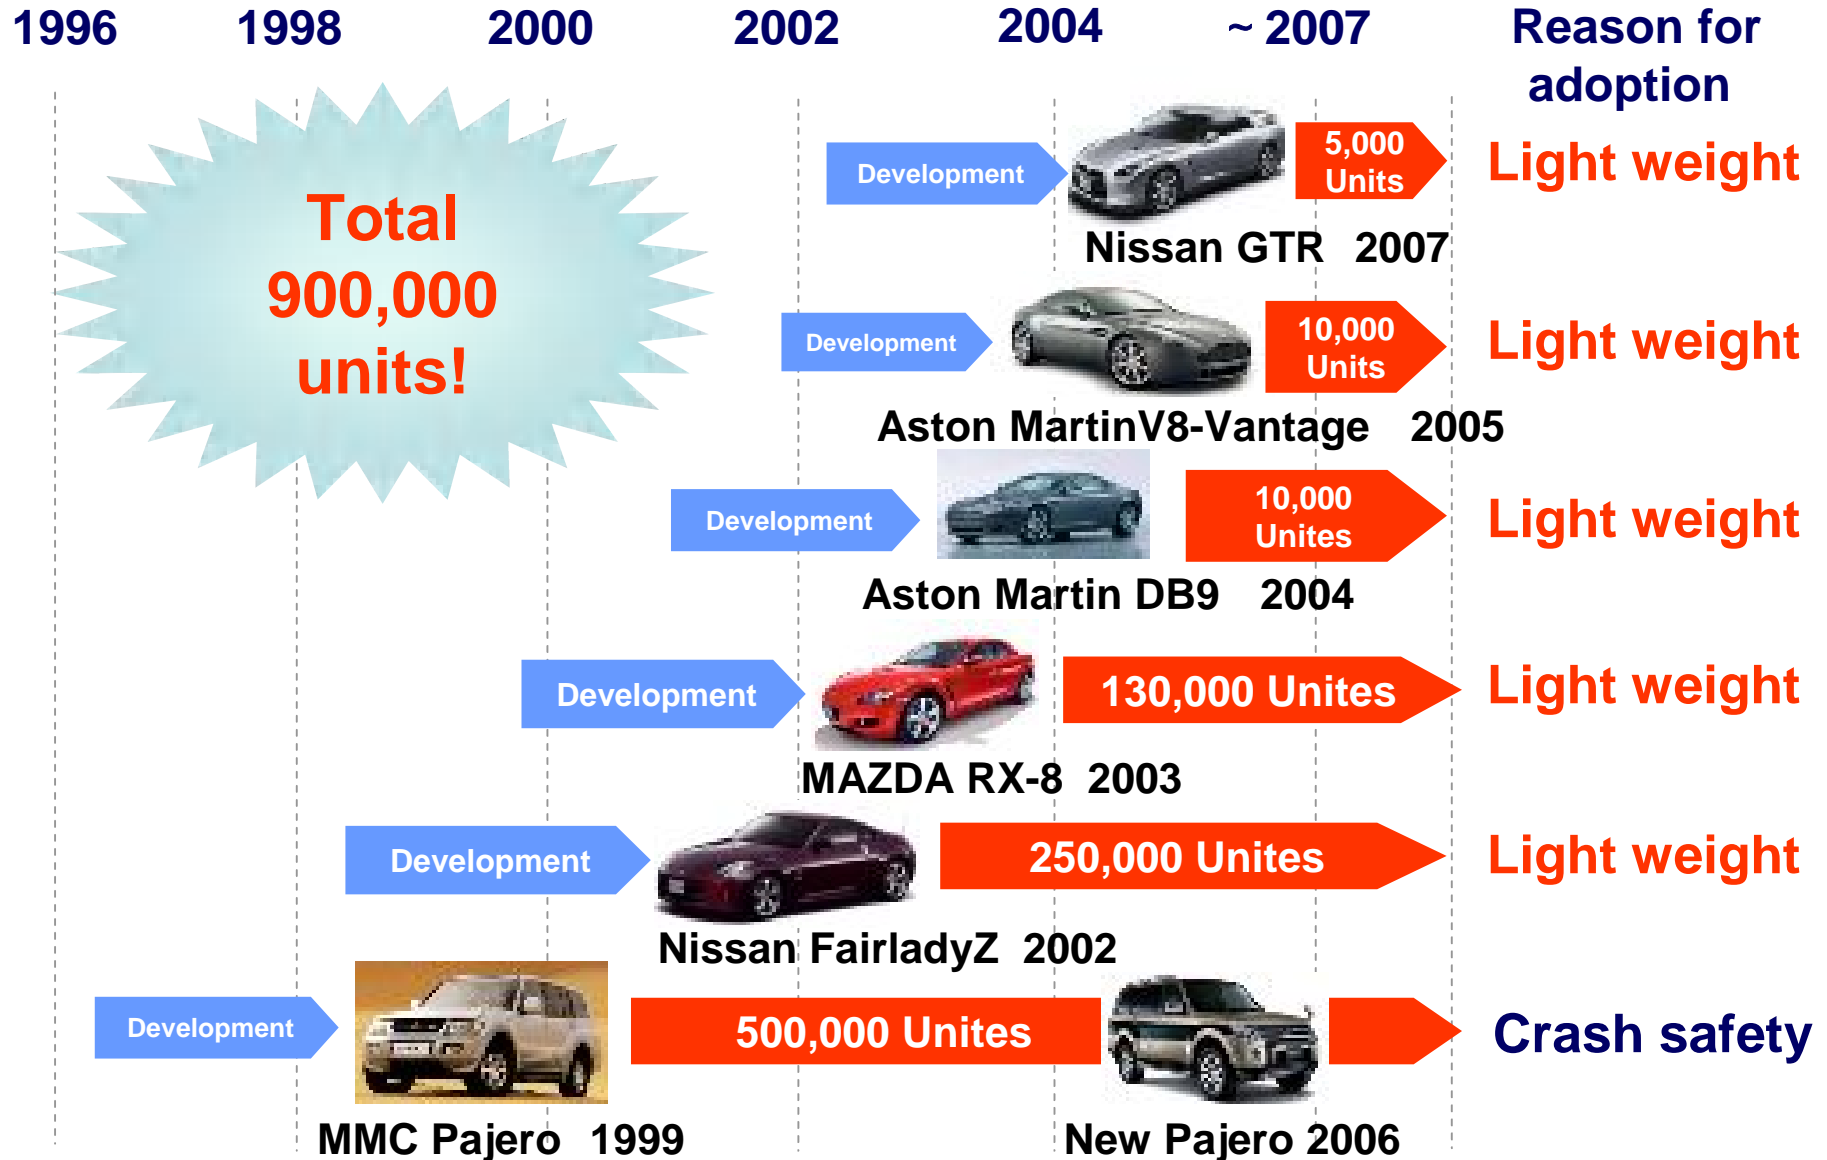 1996 1998 2000 2002 2004 ~ 2007 Reason for
adoption
Total
900,000
units!
Development
5,000
Units
Light weight
Nissan GTR 2007
Development
10,000
Units
Light weight
Aston MartinV8-Vantage 2005
Development
10,000
Unites
Light weight
Aston Martin DB9 2004
Development
130,000 Unites
Light weight
MAZDA RX-8 2003
Development
250,000 Unites
Light weight
Nissan FairladyZ 2002
Development
500,000 Unites
Crash safety
MMC Pajero 1999
New Pajero 2006